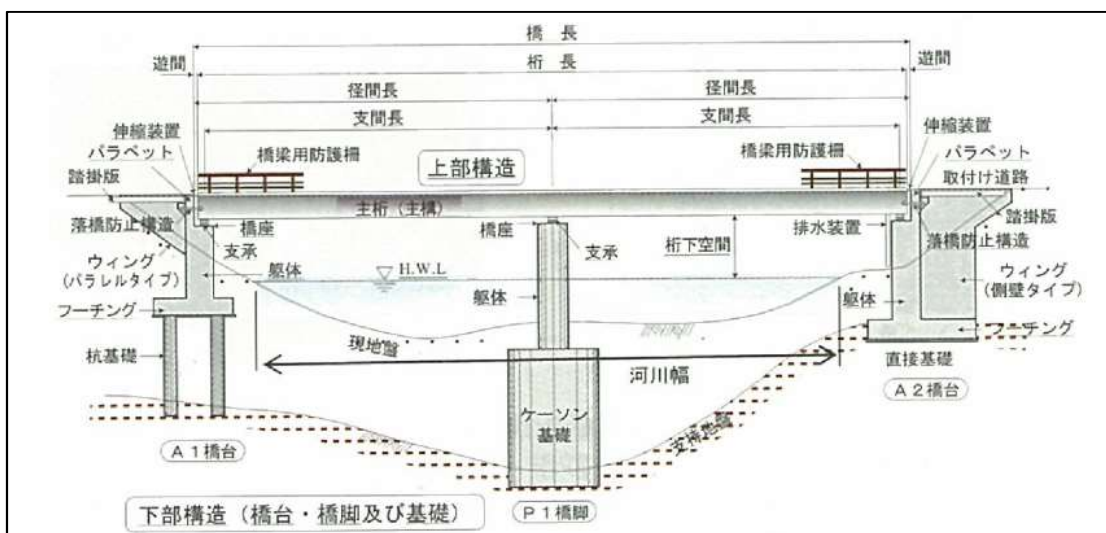 橋 長
遊間
桁 長
遊間
径間長
径間長
支間長
支間長
伸縮装置
伸縮装置
パラペット
橋梁用防護柵
上部構造
橋梁用防護柵
パラペット
踏掛版
取付け道路
主桁（主構）
踏掛版
落橋防止構造
橋座
橋座
支承
排水装置
落橋防止構造
支承
桁下空間
ウィング
(パラレルタイプ)
躯体
H.W.L
ウィング
(側壁タイプ)
躯体
躯体
フーチング
フーチング
現地盤
杭基礎
河川幅
直接基礎
A2橋台
ケーソン
基礎
支持地盤
A1橋台
下部構造（橋台・橋脚及び基礎）
P1橋脚